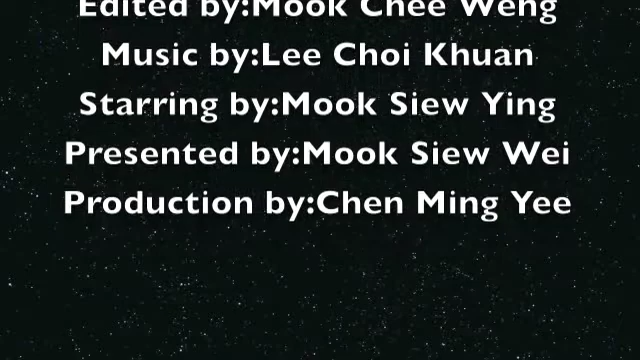 Edited by:Mook Chee Weng
Music by:Lee Choi Khuan
Starring by:Mook Siew Ying
Presented by:Mook Siew Wei
Production by:Chen Ming Yee